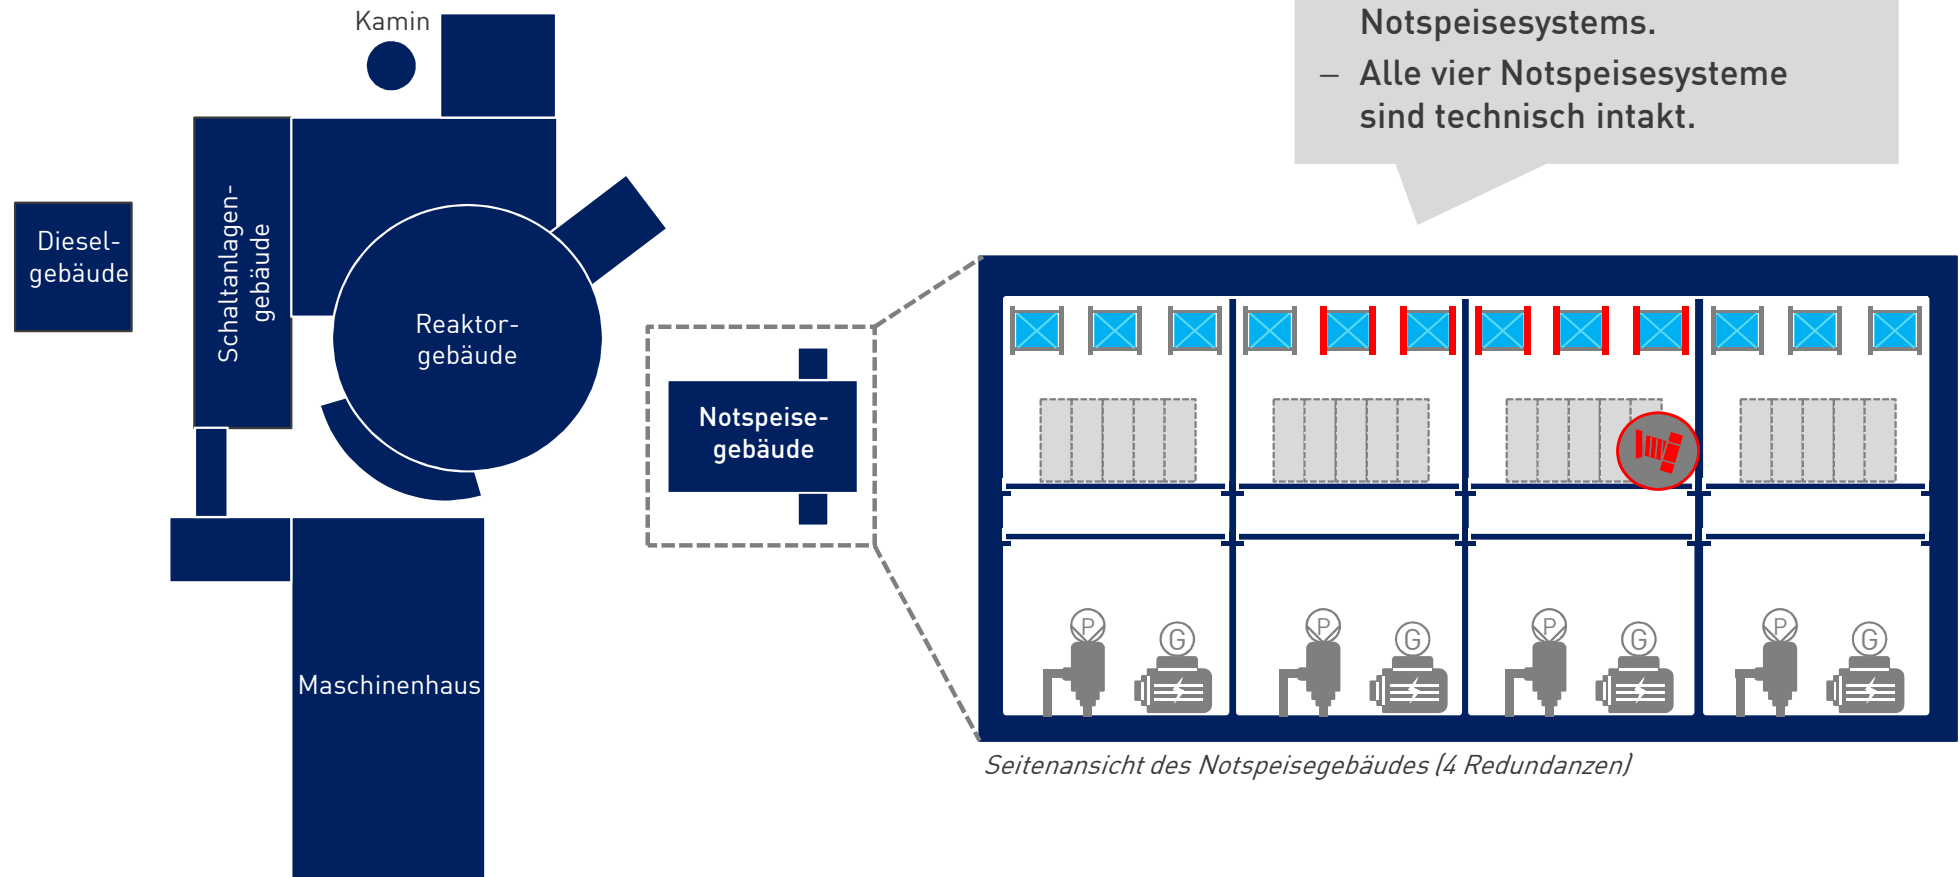 Kamin
Notspeisesystems.
– Alle vier Notspeisesysteme
sind technisch intakt.
Diesel-
gebäude
Schaltanlagen-
gebäude
Reaktor-
gebäude
Notspeise-
gebäude
Maschinenhaus
P
G
P
G
P
G
P
G
Seitenansicht des Notspeisegebäudes (4 Redundanzen)